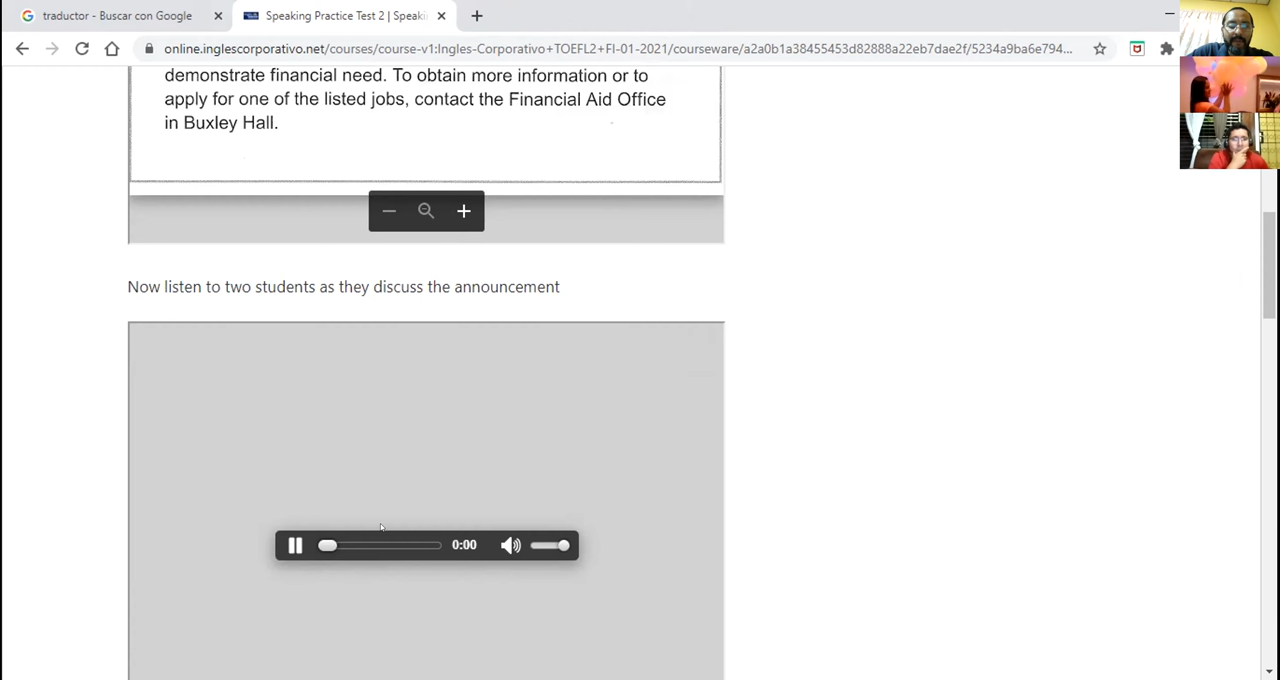 traductor - Buscar con Google
Speaking Practice Test 2 | Speaki
online.inglescorporativo.net/courses/course-v1:Ingles-Corporativo+TOEFL2+FI-01-2021/courseware/a2a0b1a38455453d82888a22eb7dae2f/5234a9ba6e794...
demonstrate financial need. To obtain more information or to
apply for one of the listed jobs, contact the Financial Aid Office
in Buxley Hall.
Now listen to two students as they discuss the announcement
0:00